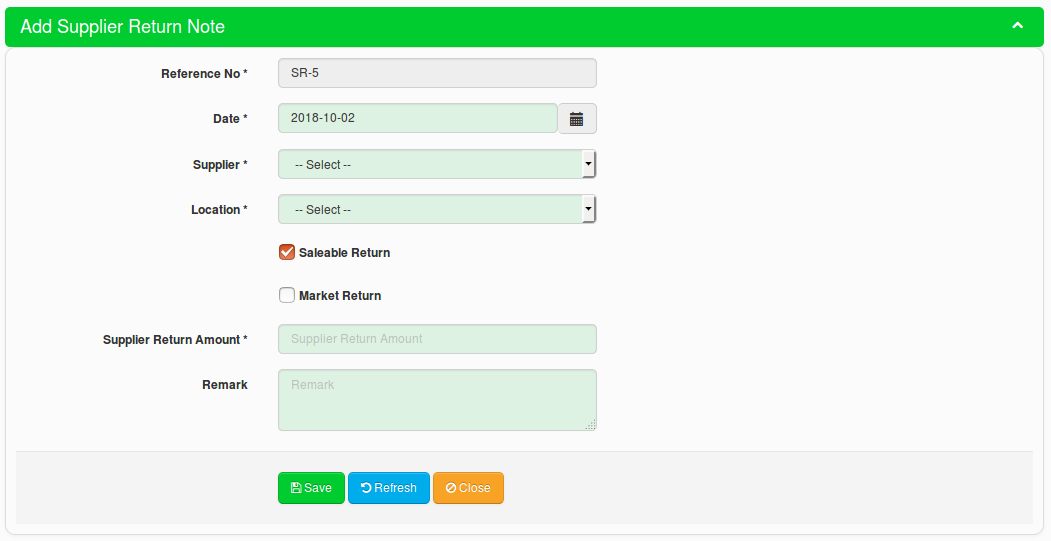 Add Supplier Return Note
Reference No * SR-5
Date * 2018-10-02
Supplier * -- Select --
Location * -- Select --
Saleable Return
Market Return
Supplier Return Amount * Supplier Return Amount
Remark Remark
Save Refresh Close